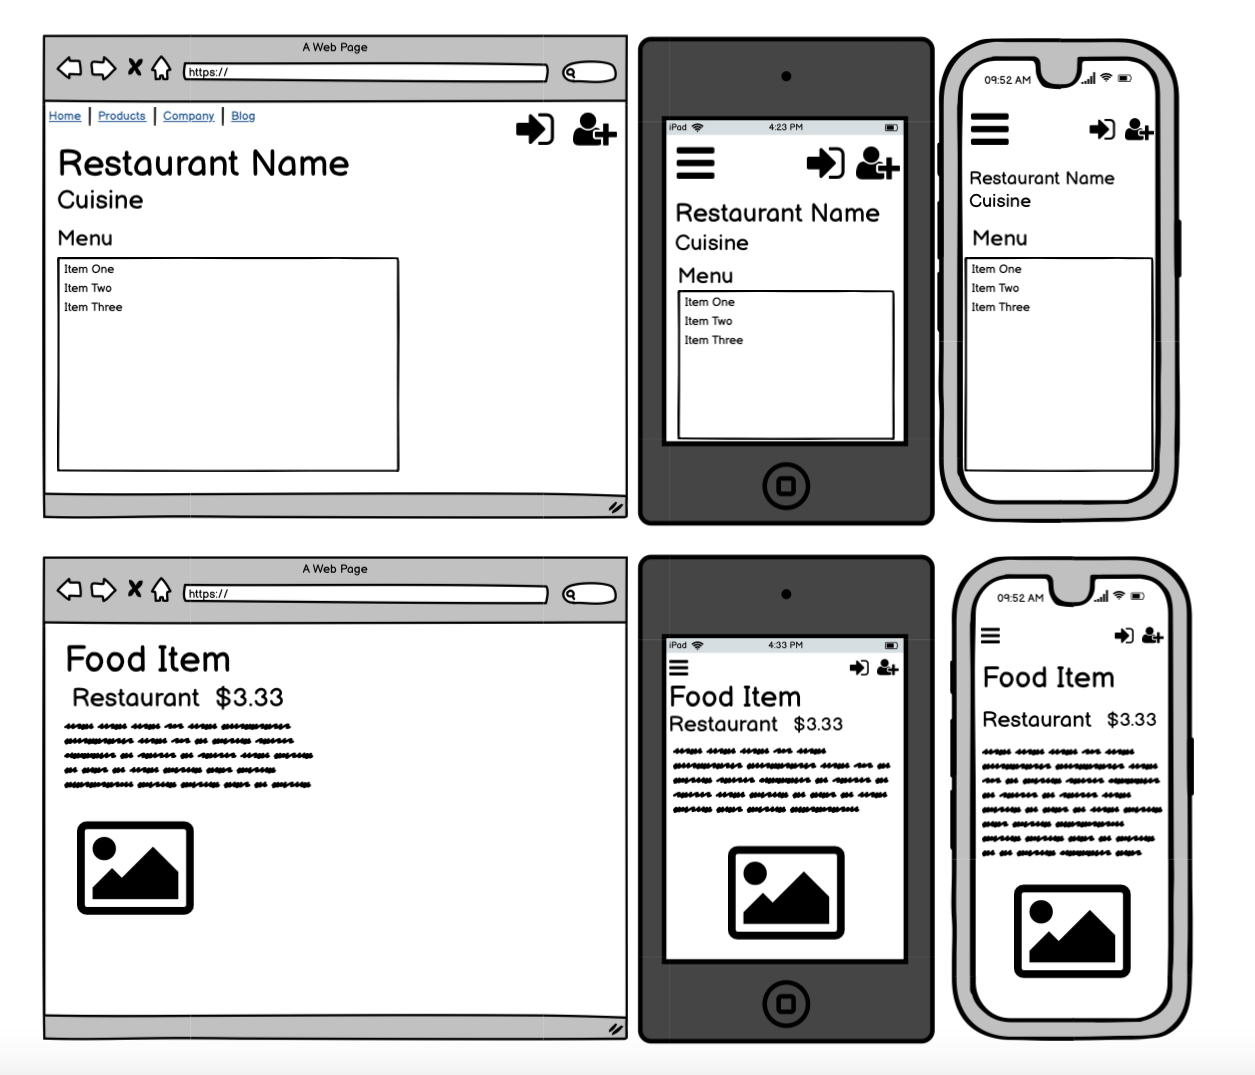 A Web Page
https://
Home | Products | Company | Blog
Restaurant Name
Cuisine
Menu
Item One
Item Two
Item Three
iPad
4:23 PM
Restaurant Name
Cuisine
Menu
Item One
Item Two
Item Three
09:52 AM
Restaurant Name
Cuisine
Menu
Item One
Item Two
Item Three
A Web Page
https://
Food Item
Restaurant $3.33
iPad
4:33 PM
Food Item
Restaurant $3.33
09:52 AM
Food Item
Restaurant $3.33